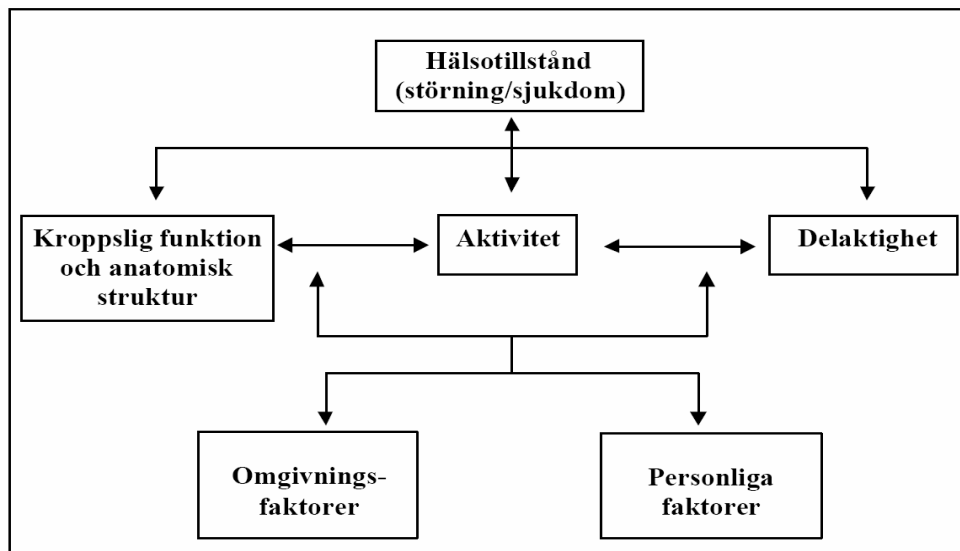 Hälsotillstånd
(störning/sjukdom)
Kroppslig funktion
och anatomisk
struktur
Aktivitet
Delaktighet
Omgivnings-
faktorer
Personliga
faktorer